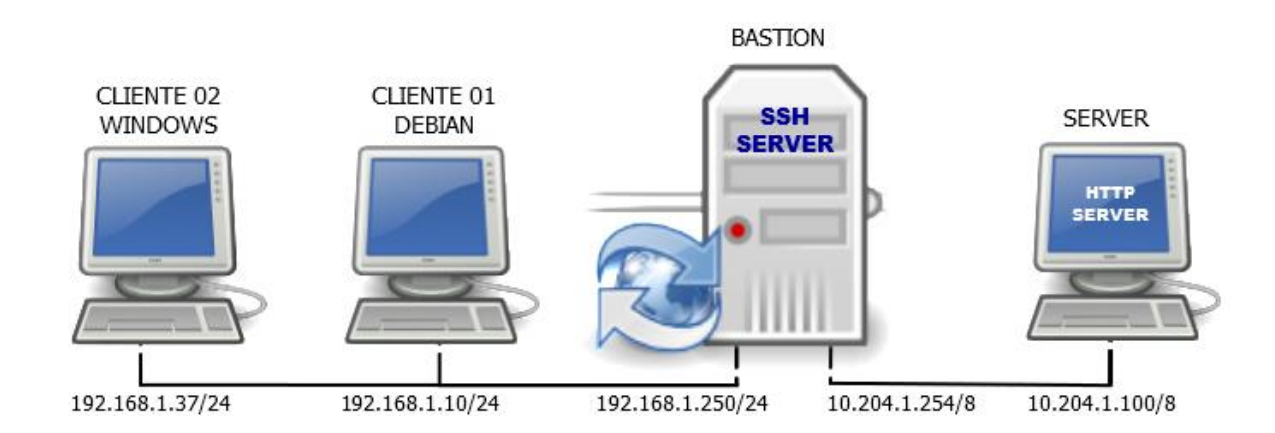 BASTION
CLIENTE 02
WINDOWS
CLIENTE 01
DEBIAN
SSH
SERVER
SERVER
HTTP
SERVER
192.168.1.37/24
192.168.1.10/24
192.168.1.250/24
10.204.1.254/8
10.204.1.100/8